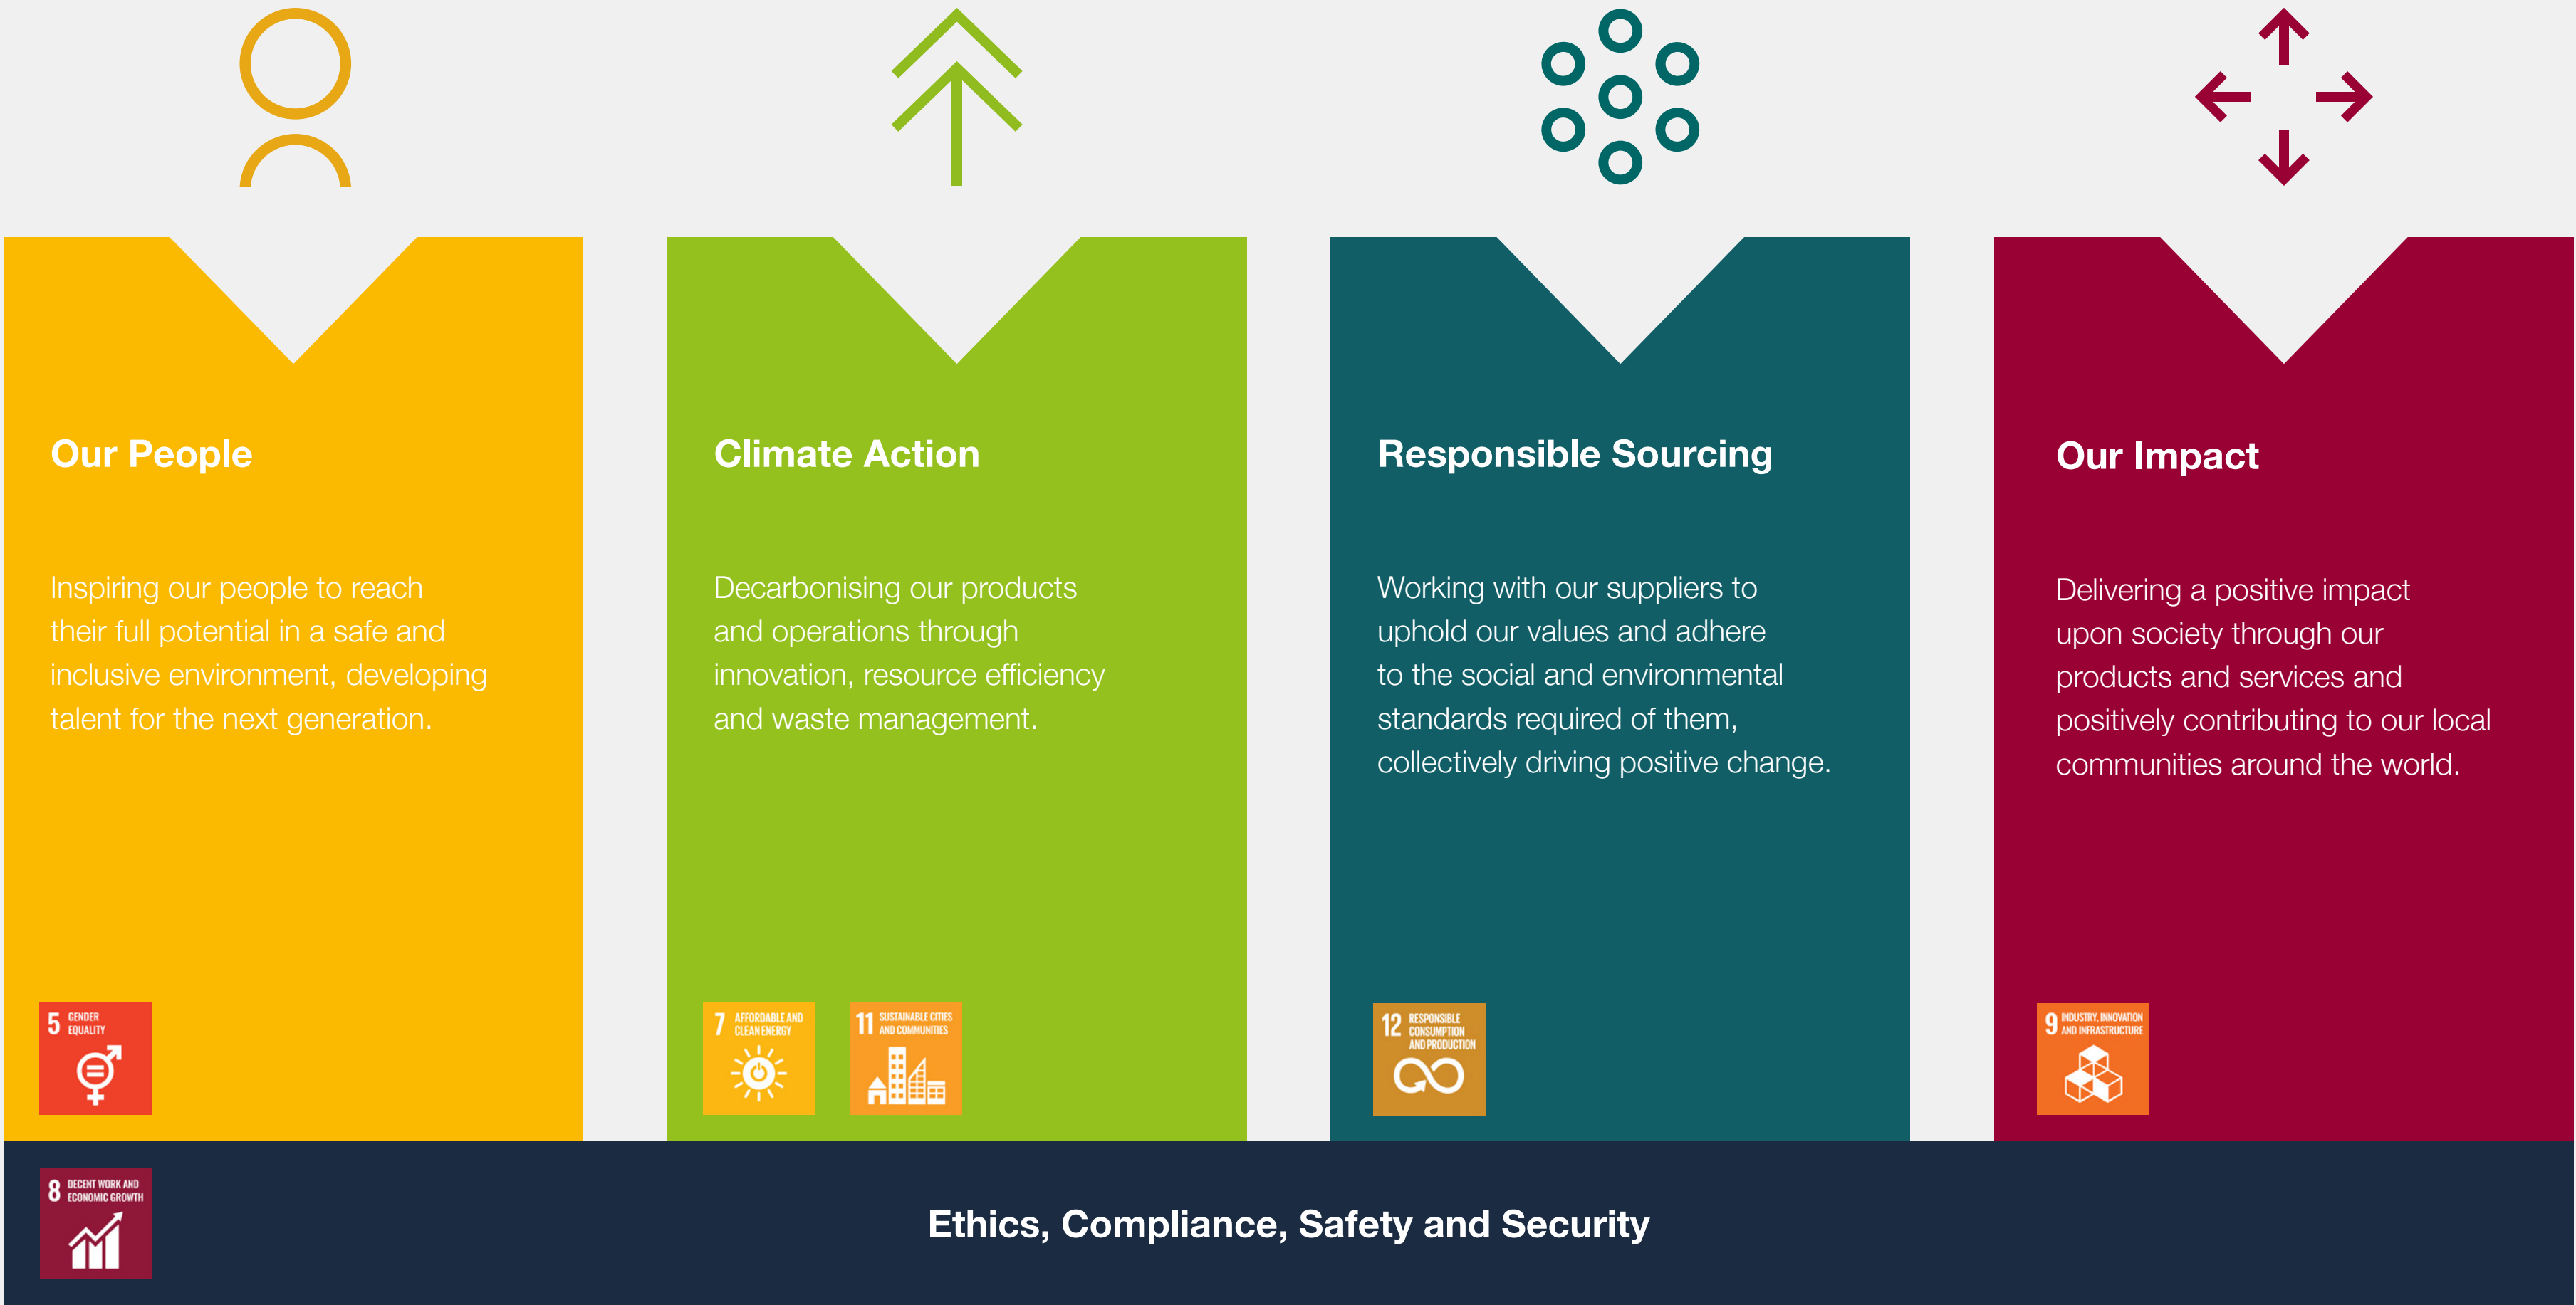 Our People
Inspiring our people to reach
their full potential in a safe and
inclusive environment, developing
talent for the next generation.
5 GENDER
EQUALITY
Climate Action
Decarbonising our products
and operations through
innovation, resource efficiency
and waste management.
7 AFFORDABLE AND
CLEAN ENERGY
11 SUSTAINABLE CITIES
AND COMMUNITIES
Responsible Sourcing
Working with our suppliers to
uphold our values and adhere
to the social and environmental
standards required of them,
collectively driving positive change.
12 RESPONSIBLE
CONSUMPTION
AND PRODUCTION
Our Impact
Delivering a positive impact
upon society through our
products and services and
positively contributing to our local
communities around the world.
9 INDUSTRY, INNOVATION
AND INFRASTRUCTURE
8 DECENT WORK AND
ECONOMIC GROWTH
Ethics, Compliance, Safety and Security